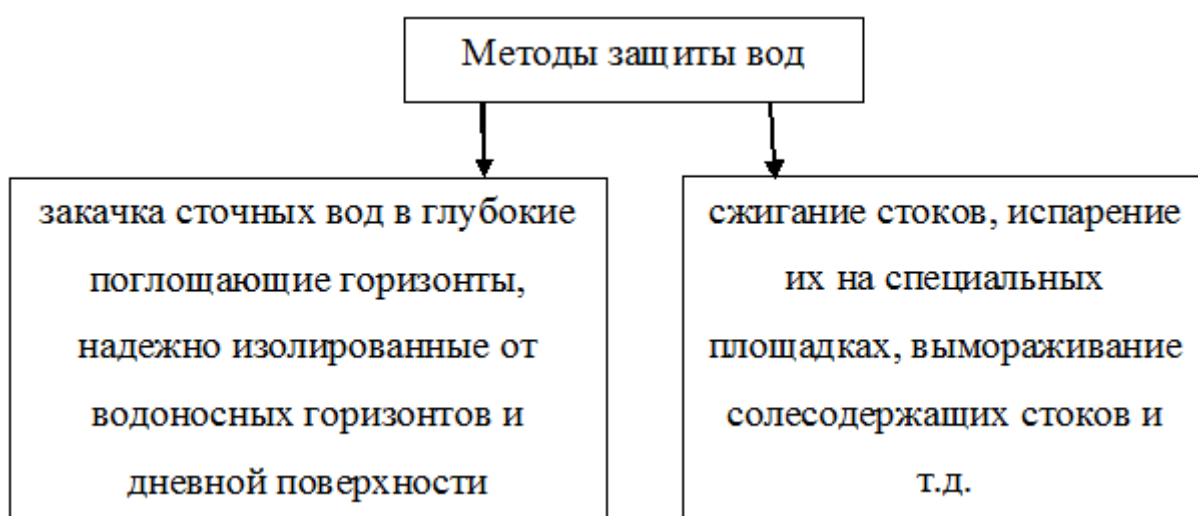 Методы защиты вод
закачка сточных вод в глубокие
поглощающие горизонты,
надежно изолированные от
водоносных горизонтов и
дневной поверхности
сжигание стоков, испарение
их на специальных
площадках, вымораживание
солесодержащих стоков и
т.д.